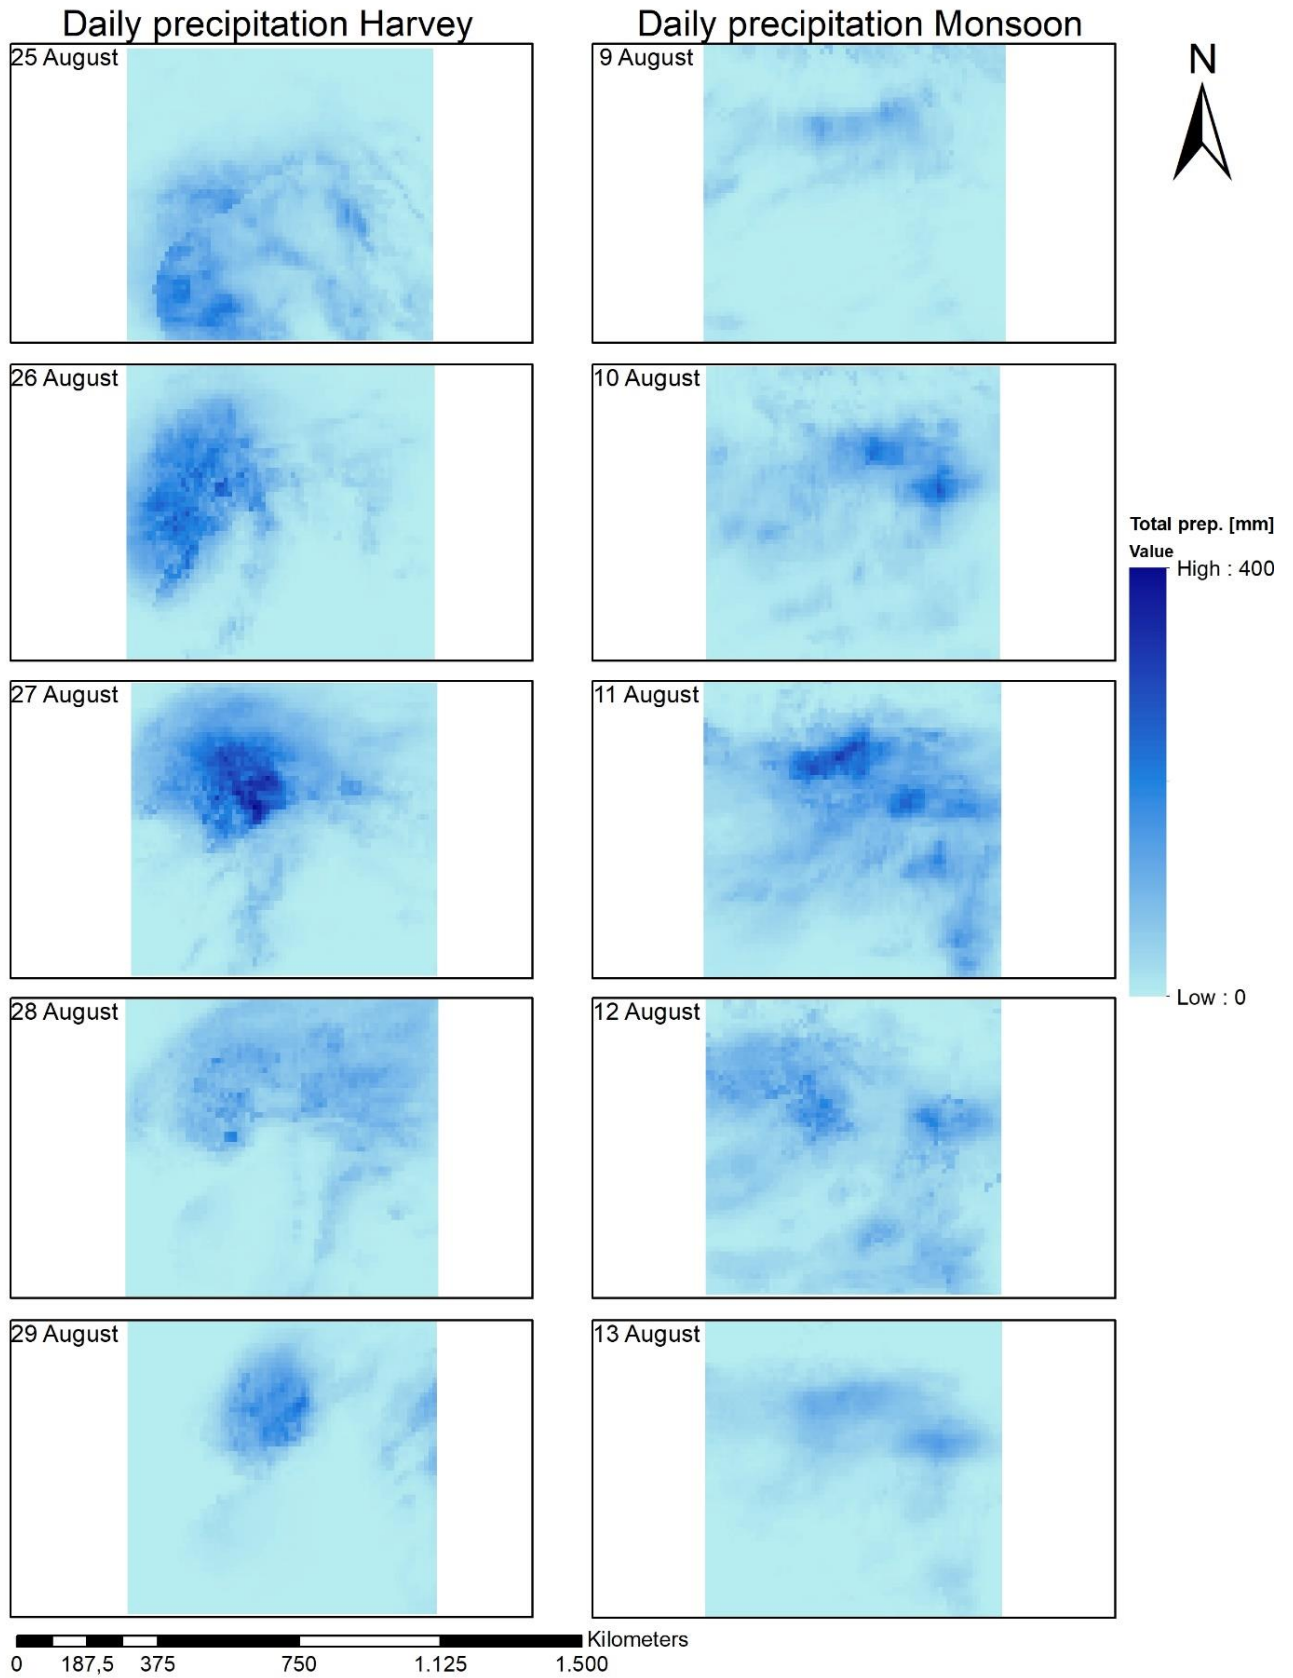 Daily precipitation Harvey
Daily precipitation Monsoon
N
25 August
9 August
26 August
10 August
27 August
11 August
28 August
12 August
29 August
13 August
Total prep. [mm]
Value
High : 400
Low : 0
Kilometers
0 187,5 375 750 1.125 1.500